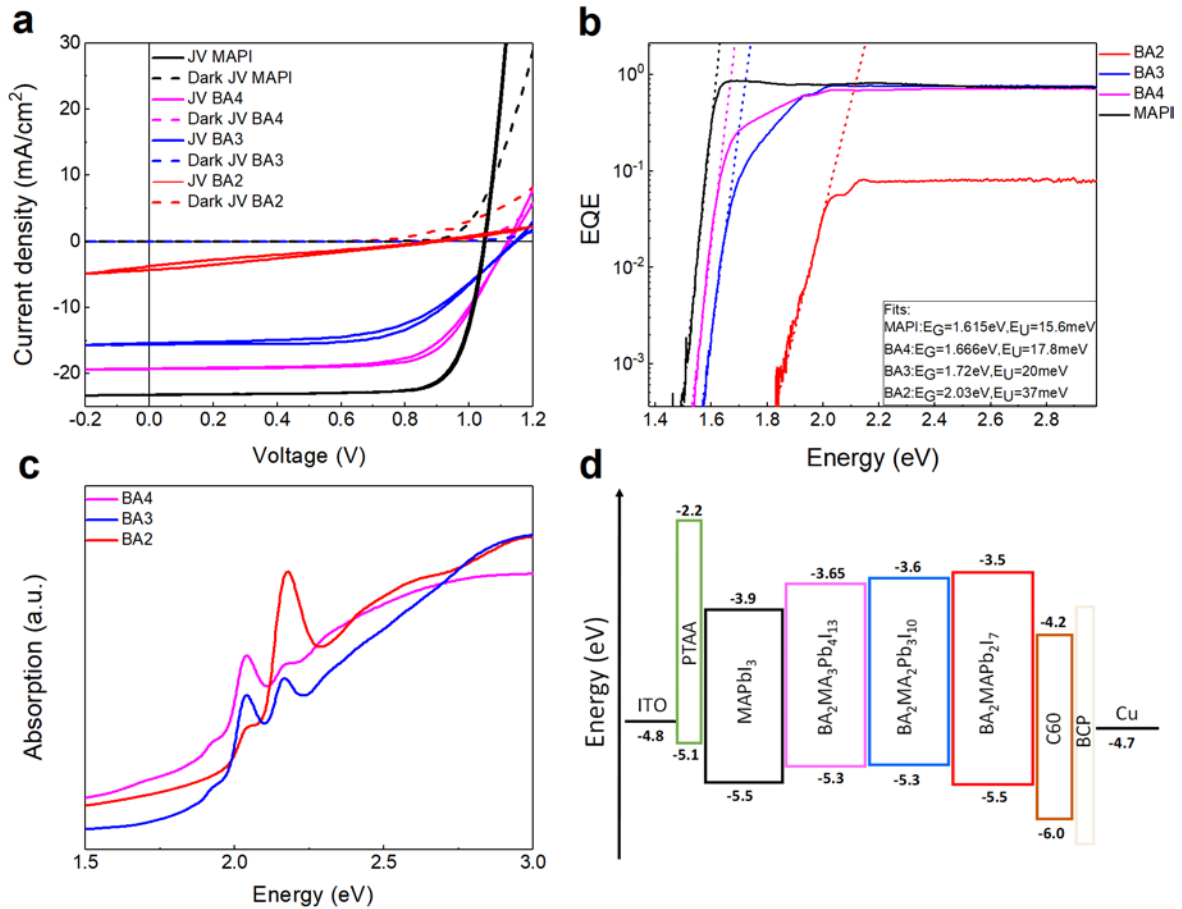 a
30
20
10
0
-10
-20
-0.2
0.0
0.2
0.4
0.6
0.8
1.0
1.2
Current density (mA/cm²)
Voltage (V)
JV MAPI
Dark JV MAPI
JV BA4
Dark JV BA4
JV BA3
Dark JV BA3
JV BA2
Dark JV BA2
b
10⁰
10⁻¹
10⁻²
10⁻³
1.4
1.6
1.8
2.0
2.2
2.4
2.6
2.8
EQE
Energy (eV)
BA2
BA3
BA4
MAPI
Fits:
MAPI:E_G=1.615eV,E_U=15.6meV
BA4:E_G=1.666eV,E_U=17.8meV
BA3:E_G=1.72eV,E_U=20meV
BA2:E_G=2.03eV,E_U=37meV
c
BA4
BA3
BA2
Absorption (a.u.)
1.5
2.0
2.5
3.0
Energy (eV)
d
Energy (eV)
ITO
-4.8
-2.2
PTAA
-5.1
-3.9
MAPbI₃
-5.5
-3.65
BA₂MA₃Pb₄I₁₃
-5.3
-3.6
BA₂MA₂Pb₃I₁₀
-5.3
-3.5
BA₂MAPb₂I₇
-5.5
-4.2
C60
-6.0
BCP
Cu
-4.7